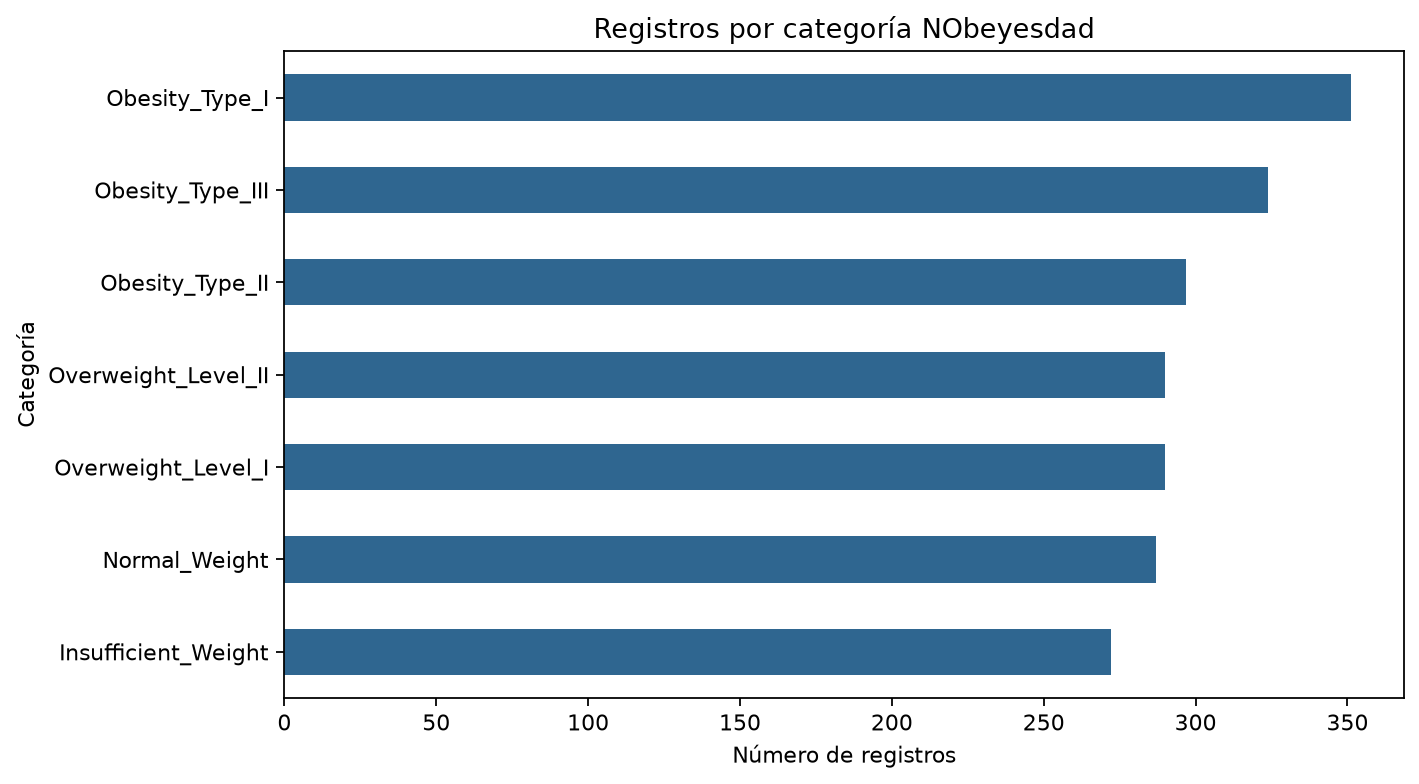 Registros por categoría NObeyesdad
Categoría
Obesity_Type_I
Obesity_Type_III
Obesity_Type_II
Overweight_Level_II
Overweight_Level_I
Normal_Weight
Insufficient_Weight
0 50 100 150 200 250 300 350
Número de registros